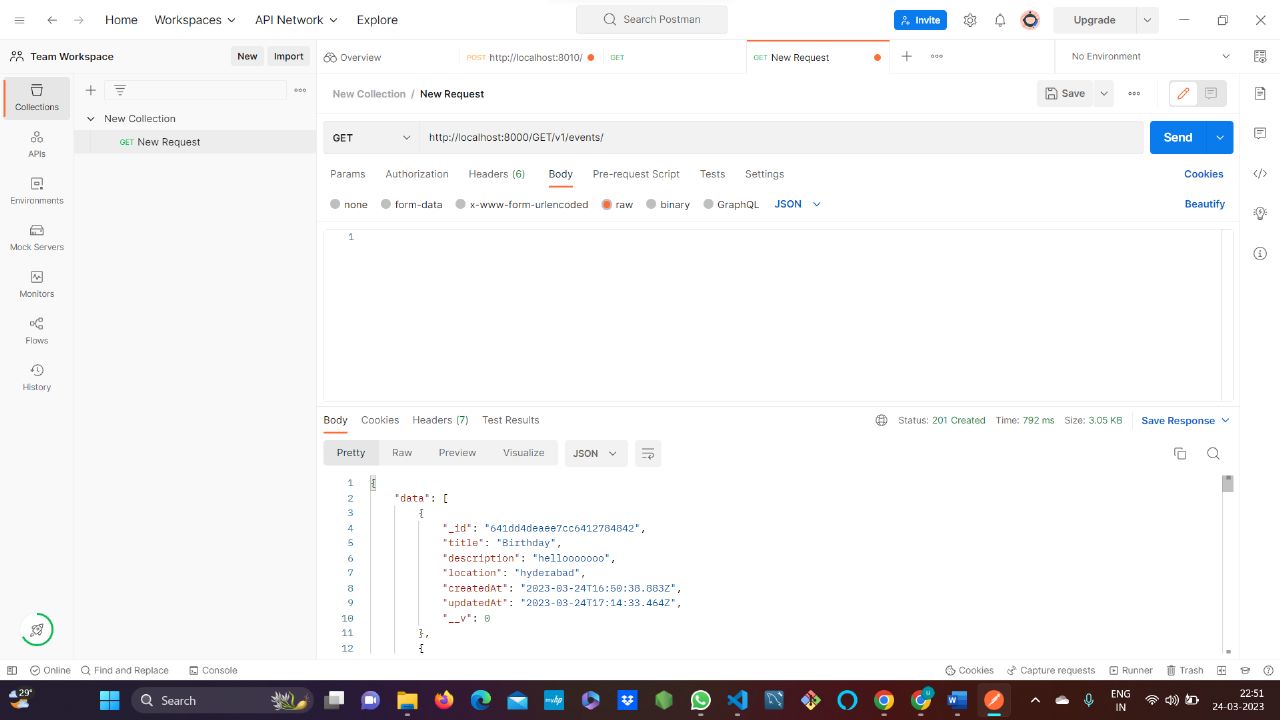 Home Workspaces API Network Explore Search Postman Invite Upgrade
Team Workspace New Import Overview POST http://localhost:8010/ GET GET New Request No Environment
Collections
APIs
Environments
Mock Servers
Monitors
Flows
History
New Collection
GET New Request
New Collection / New Request Save
GET http://localhost:8000/GET/v1/events/ Send
Params Authorization Headers (6) Body Pre-request Script Tests Settings Cookies
none form-data x-www-form-urlencoded raw binary GraphQL JSON Beautify
1
Body Cookies Headers (7) Test Results Status: 201 Created Time: 792 ms Size: 3.05 KB Save Response
Pretty Raw Preview Visualize JSON
1 {
2 "data": [
3 {
4 "_id": "641dd4deaee7cc6412784842",
5 "title": "Birthday",
6 "description": "hellooooooo",
7 "location": "hyderabad",
8 "createdAt": "2023-03-24T16:50:38.883Z",
9 "updatedAt": "2023-03-24T17:14:33.464Z",
10 "__v": 0
11 },
12 {
Online Find and Replace Console Cookies Capture requests Runner Trash
29° Search ENG IN 22:51
24-03-2023